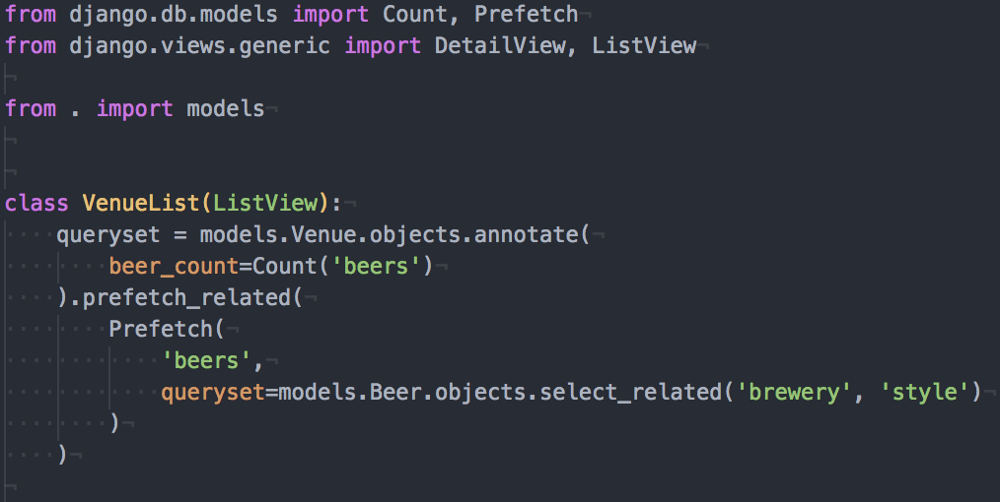 from django.db.models import Count, Prefetch
from django.views.generic import DetailView, ListView

from . import models


class VenueList(ListView):
    queryset = models.Venue.objects.annotate(
        beer_count=Count('beers')
    ).prefetch_related(
        Prefetch(
            'beers',
            queryset=models.Beer.objects.select_related('brewery', 'style')
        )
    )